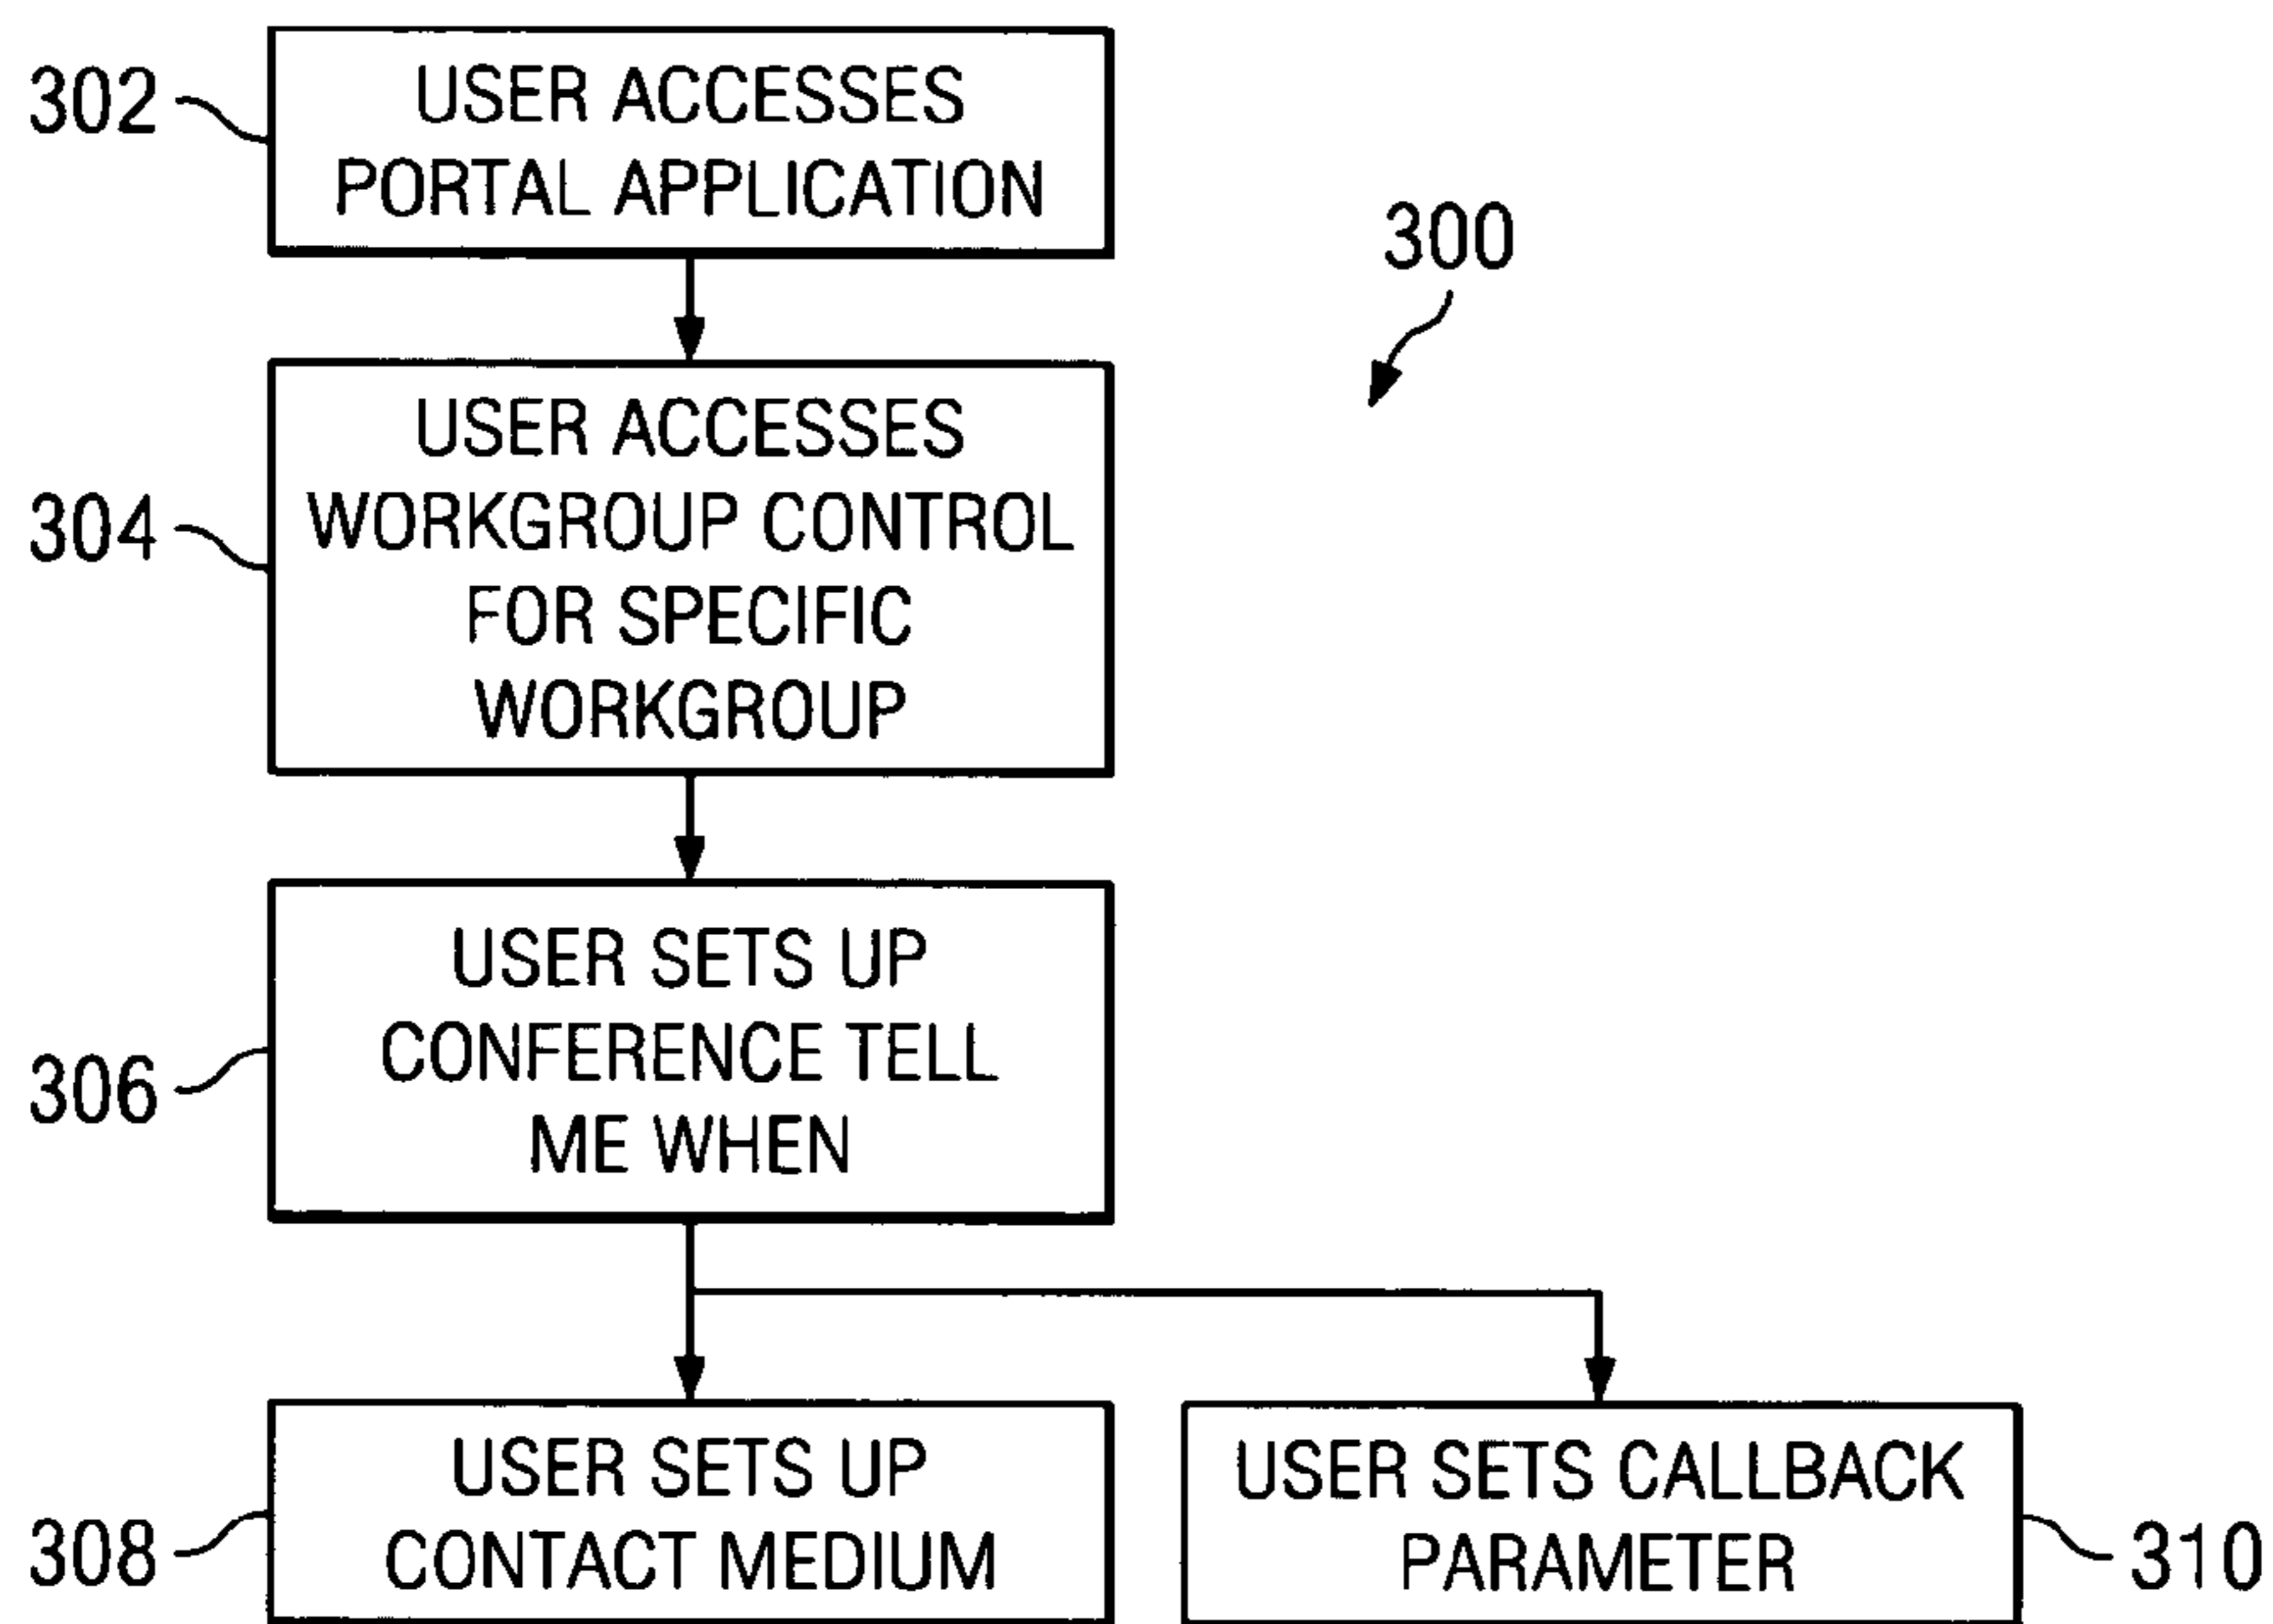 302
USER ACCESSES
PORTAL APPLICATION
300
304
USER ACCESSES
WORKGROUP CONTROL
FOR SPECIFIC
WORKGROUP
306
USER SETS UP
CONFERENCE TELL
ME WHEN
308
USER SETS UP
CONTACT MEDIUM
USER SETS CALLBACK
PARAMETER
310